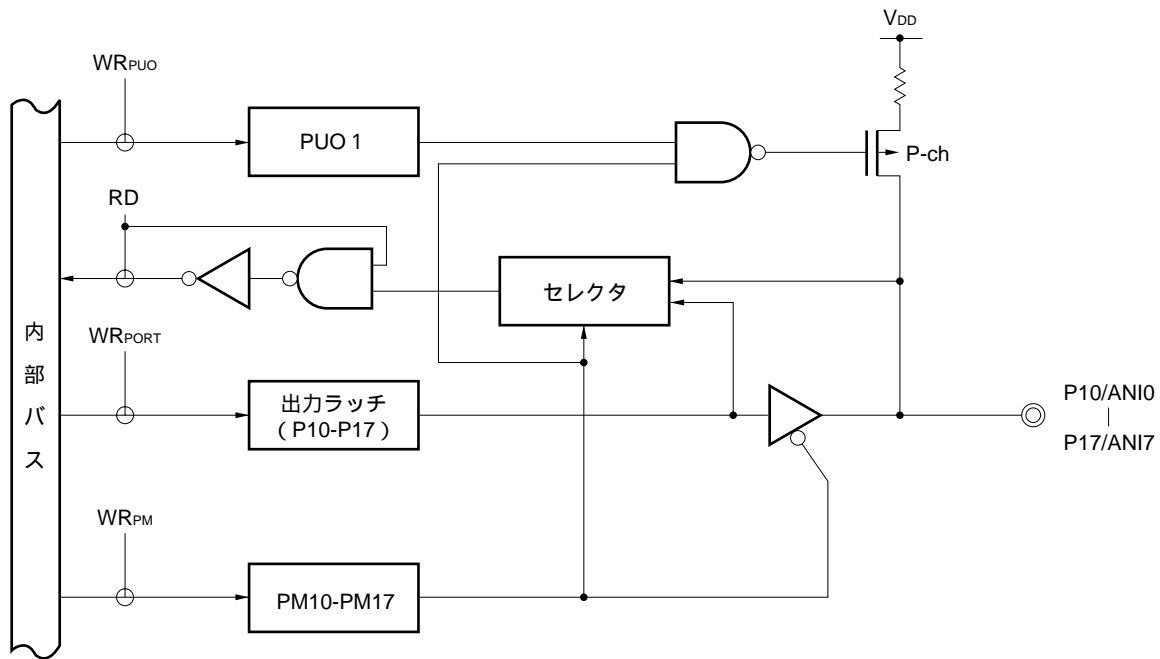 VDD
WRPUO
PUO 1
P-ch
RD
セレクタ
内部バス
WRPORT
出力ラッチ
(P10-P17)
P10/ANI0
P17/ANI7
WRPM
PM10-PM17